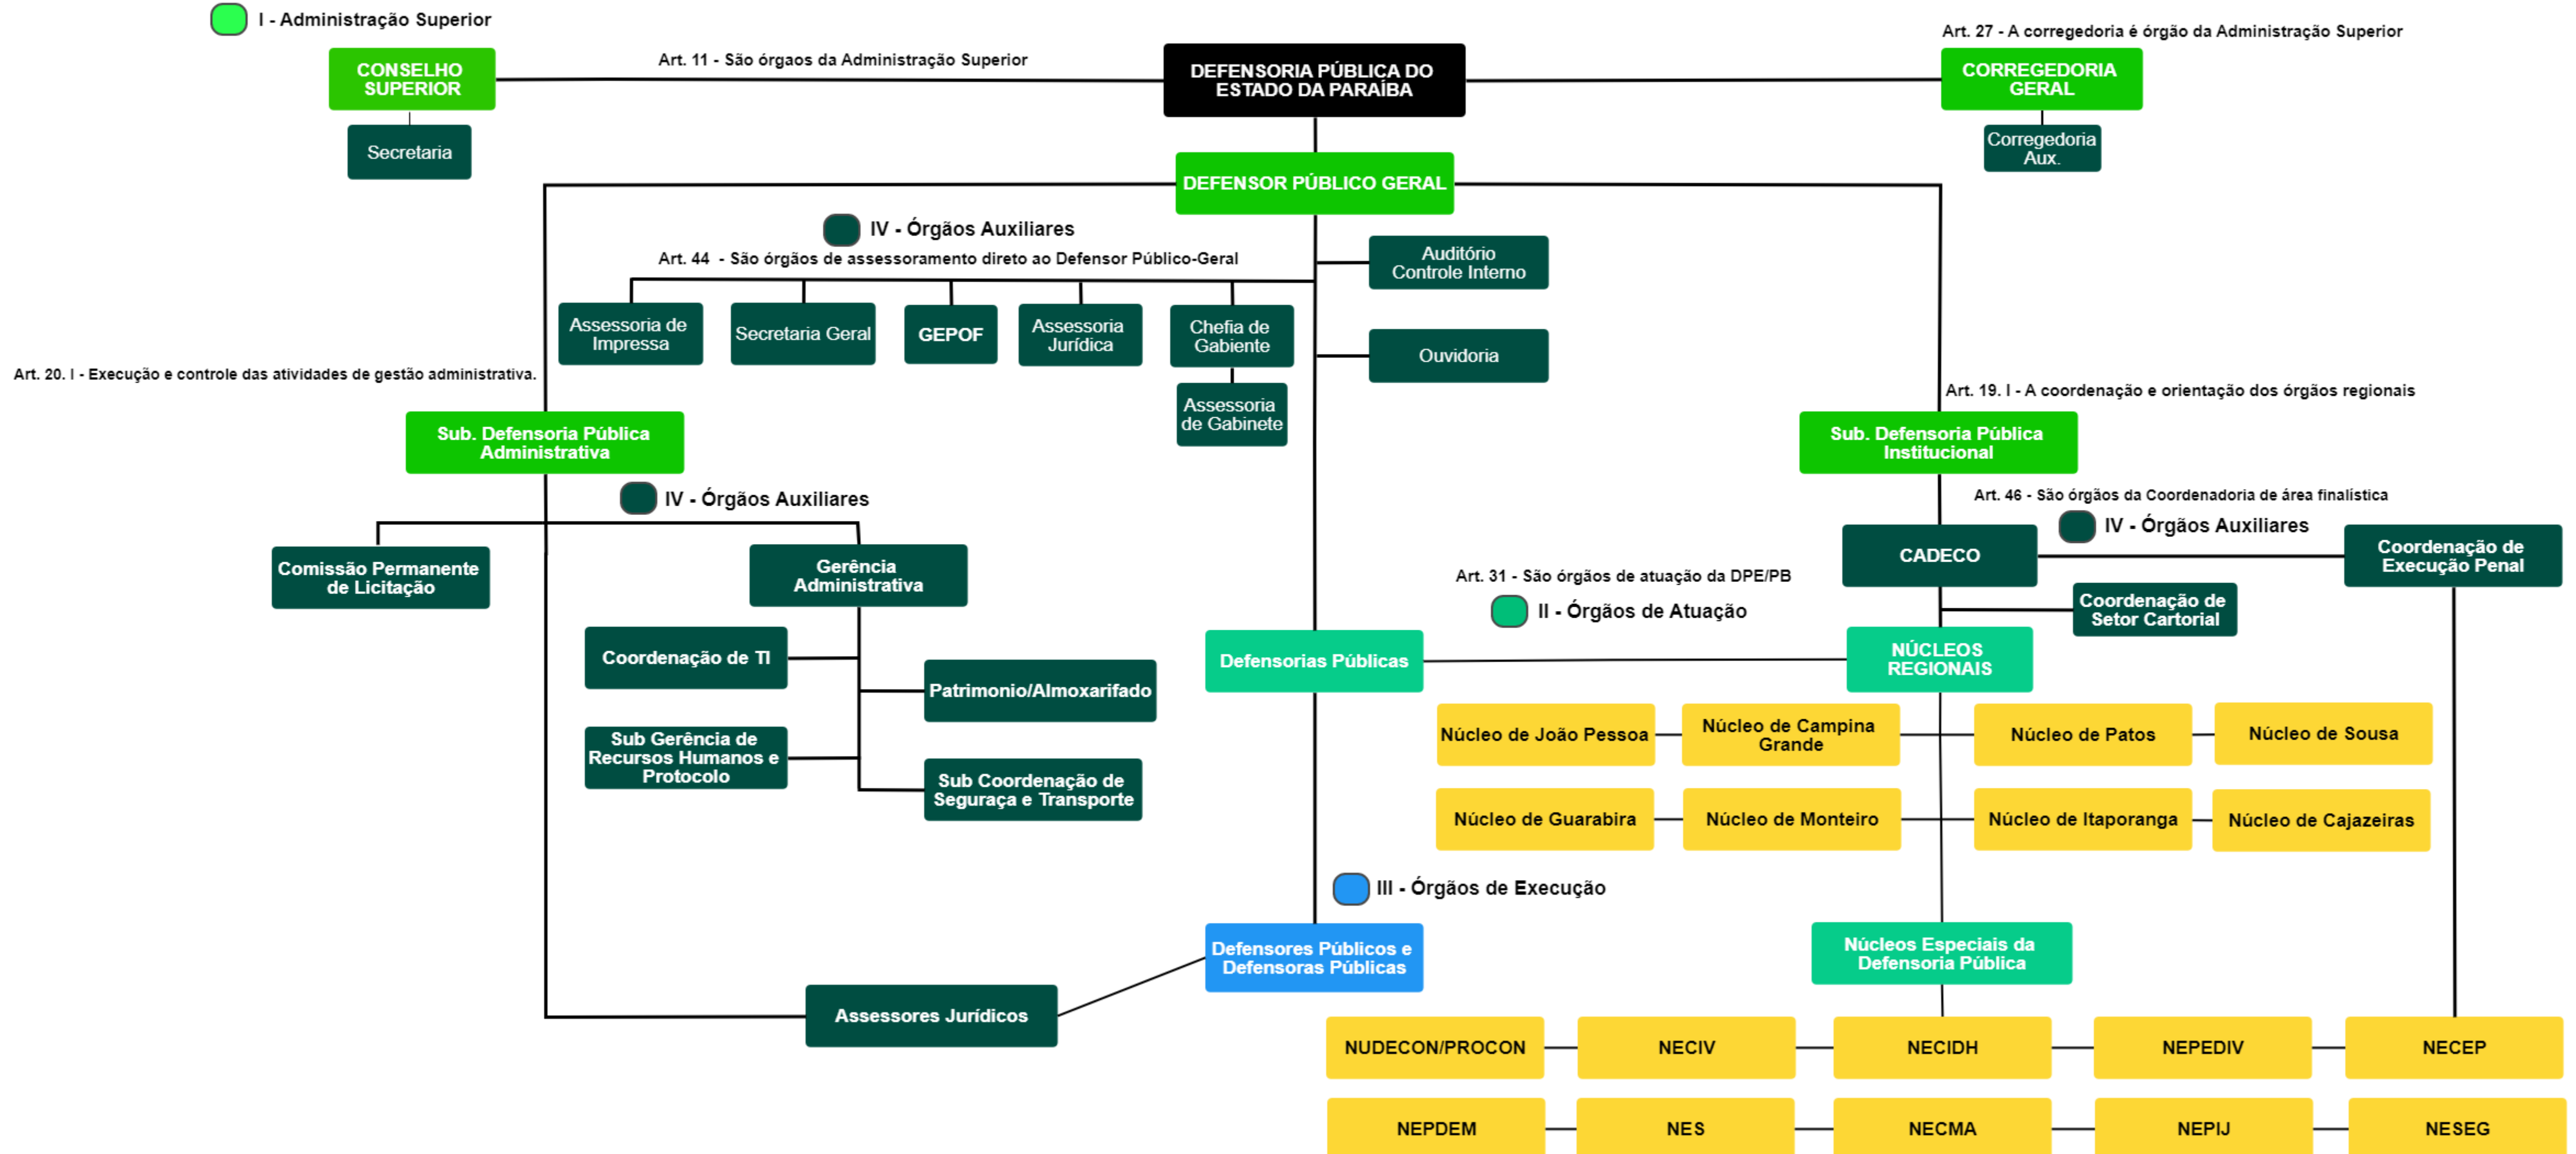 I - Administração Superior
Art. 27 - A corregedoria é órgão da Administração Superior
Art. 11 - São órgaos da Administração Superior
CONSELHO
SUPERIOR
DEFENSORIA PÚBLICA DO
ESTADO DA PARAÍBA
CORREGEDORIA
GERAL
Secretaria
Corregedoria
Aux.
DEFENSOR PÚBLICO GERAL
IV - Órgãos Auxiliares
Art. 44 - São órgãos de assessoramento direto ao Defensor Público-Geral
Auditório
Controle Interno
Assessoria de
Impressa
Secretaria Geral
GEPOF
Assessoria
Jurídica
Chefia de
Gabiente
Ouvidoria
Assessoria
de Gabinete
Art. 20. I - Execução e controle das atividades de gestão administrativa.
Art. 19. I - A coordenação e orientação dos órgãos regionais
Sub. Defensoria Pública
Administrativa
Sub. Defensoria Pública
Institucional
IV - Órgãos Auxiliares
Art. 46 - São órgãos da Coordenadoria de área finalística
IV - Órgãos Auxiliares
Comissão Permanente
de Licitação
Gerência
Administrativa
CADECO
Coordenação de
Execução Penal
Art. 31 - São órgãos de atuação da DPE/PB
II - Órgãos de Atuação
Coordenação de
Setor Cartorial
Coordenação de TI
Patrimonio/Almoxarifado
Defensorias Públicas
NÚCLEOS
REGIONAIS
Sub Gerência de
Recursos Humanos e
Protocolo
Sub Coordenação de
Seguraça e Transporte
Núcleo de João Pessoa
Núcleo de Campina
Grande
Núcleo de Patos
Núcleo de Sousa
Núcleo de Guarabira
Núcleo de Monteiro
Núcleo de Itaporanga
Núcleo de Cajazeiras
III - Órgãos de Execução
Defensores Públicos e
Defensoras Públicas
Núcleos Especiais da
Defensoria Pública
Assessores Jurídicos
NUDECON/PROCON
NECIV
NECIDH
NEPEDIV
NECEP
NEPDEM
NES
NECMA
NEPIJ
NESEG